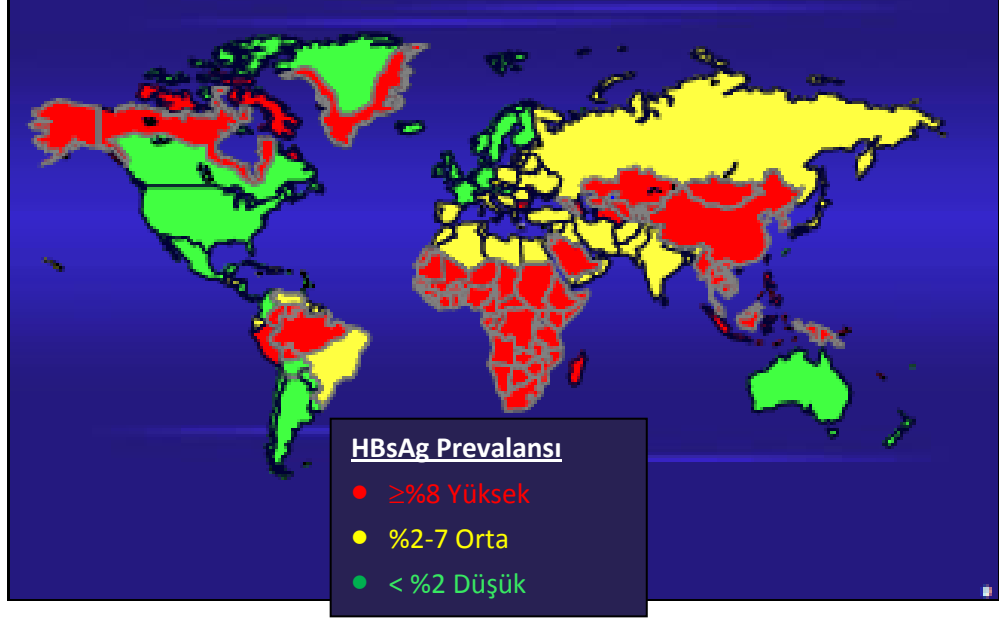 HBsAg Prevalansı
● ≥%8 Yüksek
● %2-7 Orta
● < %2 Düşük